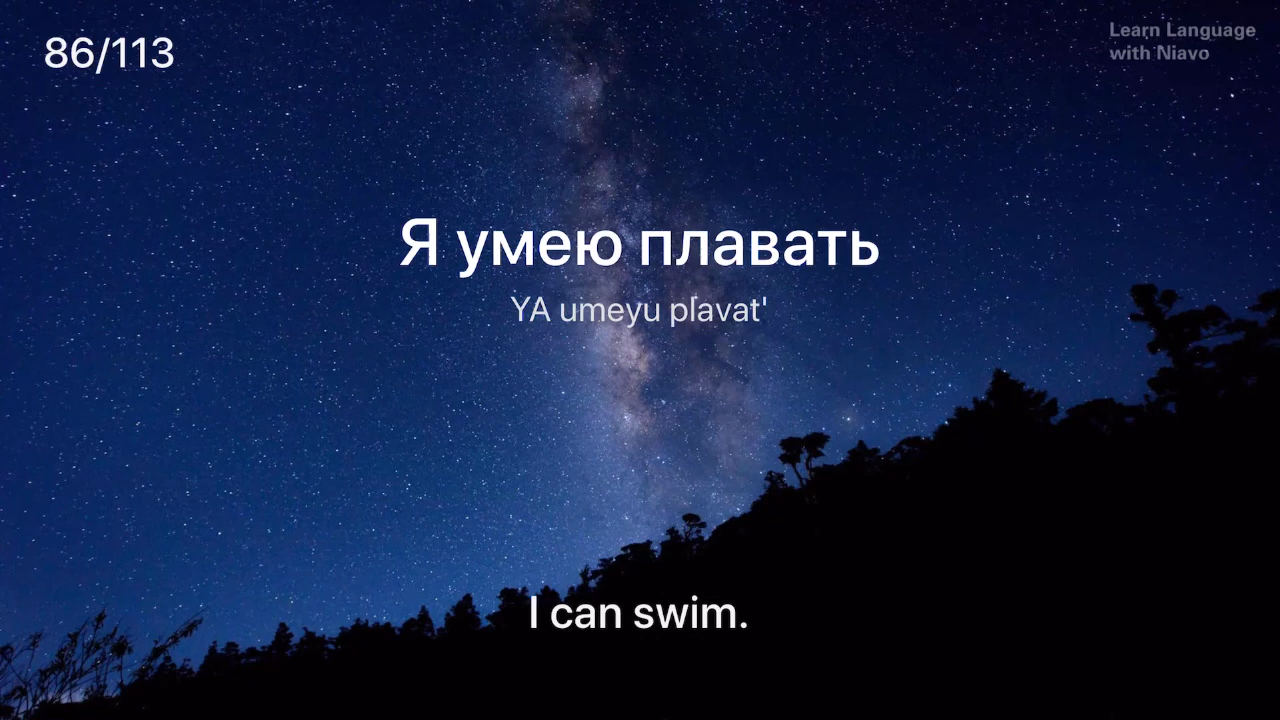 86/113
Learn Language
with Niavo
Я умею плавать
YA umeyu plavat'
I can swim.